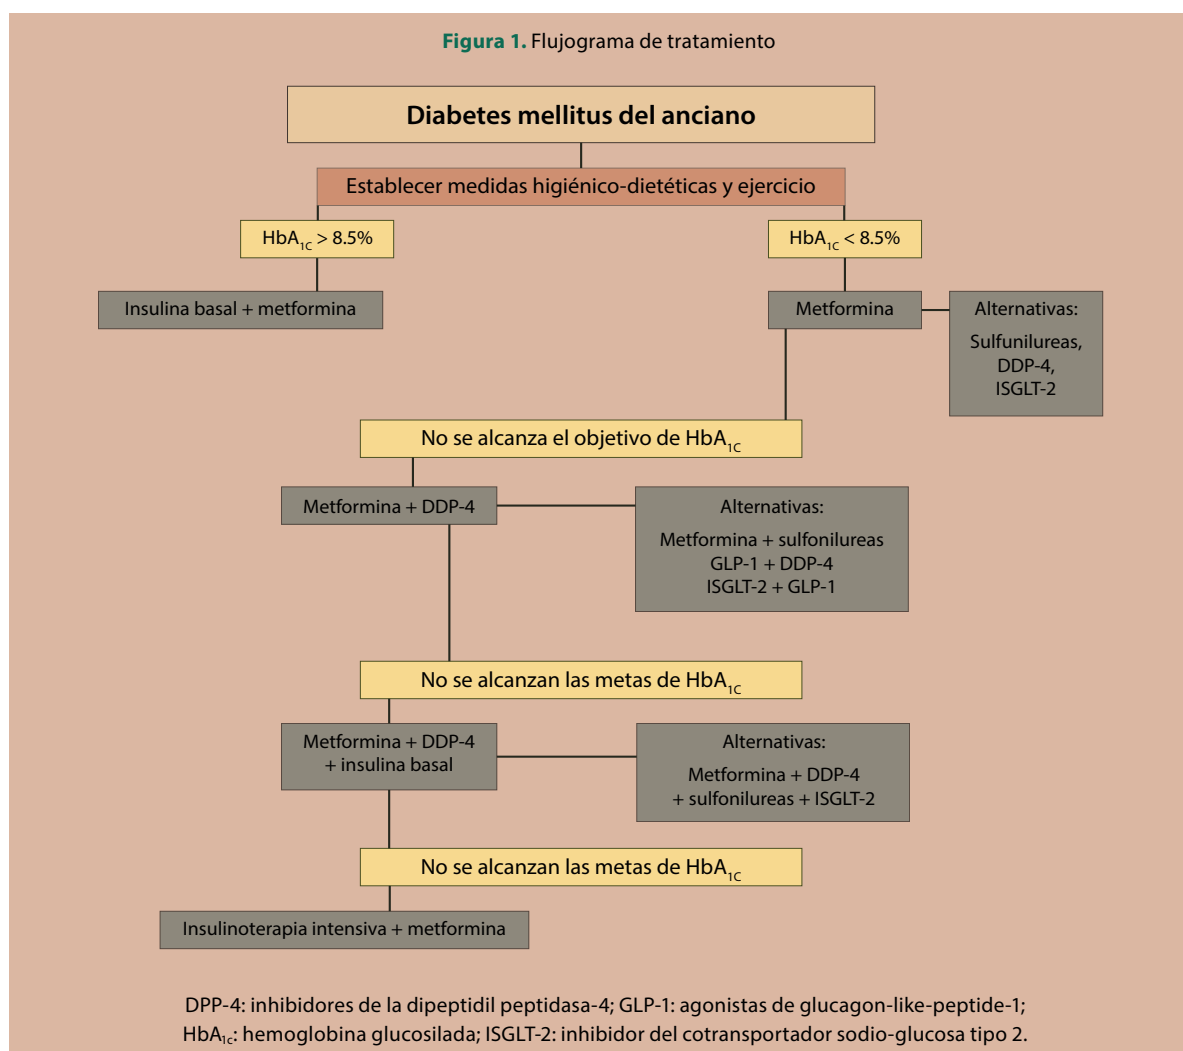 Figura 1. Flujograma de tratamiento
Diabetes mellitus del anciano
Establecer medidas higiénico-dietéticas y ejercicio
HbA1C > 8.5%
HbA1C < 8.5%
Insulina basal + metformina
Metformina
Alternativas:
Sulfunilureas,
DDP-4,
ISGLT-2
No se alcanza el objetivo de HbA1C
Metformina + DDP-4
Alternativas:
Metformina + sulfonilureas
GLP-1 + DDP-4
ISGLT-2 + GLP-1
No se alcanzan las metas de HbA1C
Metformina + DDP-4
+ insulina basal
Alternativas:
Metformina + DDP-4
+ sulfonilureas + ISGLT-2
No se alcanzan las metas de HbA1C
Insulinoterapia intensiva + metformina
DPP-4: inhibidores de la dipeptidil peptidasa-4; GLP-1: agonistas de glucagon-like-peptide-1;
HbA1c: hemoglobina glucosilada; ISGLT-2: inhibidor del cotransportador sodio-glucosa tipo 2.